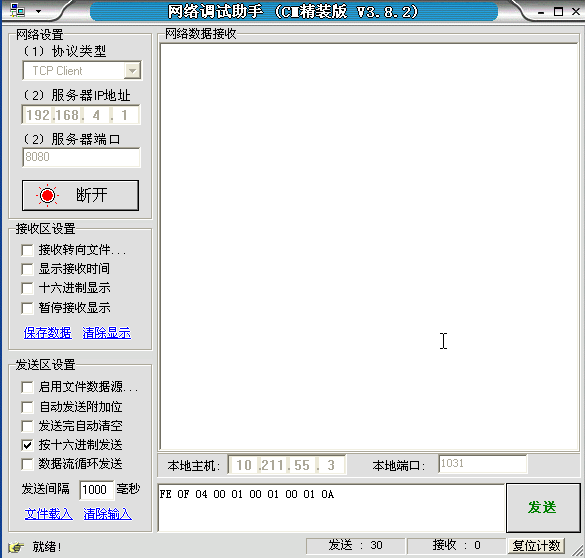 网络调试助手 (CM精装版 V3.8.2)
网络设置
(1) 协议类型
TCP Client
(2) 服务器IP地址
192.168. 4 . 1
(2) 服务器端口
8080
断开
接收区设置
接收转向文件...
显示接收时间
十六进制显示
暂停接收显示
保存数据 清除显示
发送区设置
启用文件数据源...
自动发送附加位
发送完自动清空
按十六进制发送
数据流循环发送
发送间隔 1000 毫秒
文件载入 清除输入
网络数据接收
本地主机: 10 .211. 55 . 3 本地端口: 1031
FE 0F 04 00 01 00 01 00 01 0A
发送
就绪! 发送 : 30 接收 : 0 复位计数